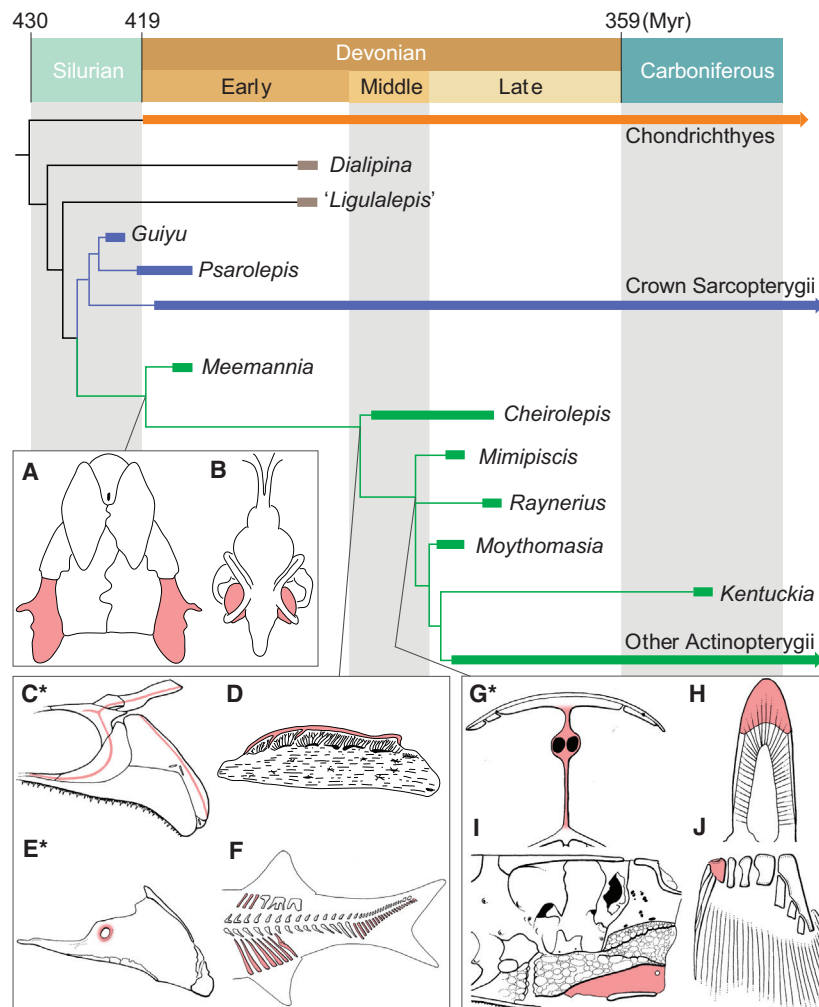 430 419 359 (Myr)
Devonian
Silurian Carboniferous
Early Middle Late
Chondrichthyes
Dialipina
‘Ligulalepis’
Guiyu
Psarolepis
Crown Sarcopterygii
Meemannia
Cheirolepis
Mimipiscis
Raynerius
Moythomasia
Kentuckia
Other Actinopterygii
A B
C* D
E* F
G* H
I J